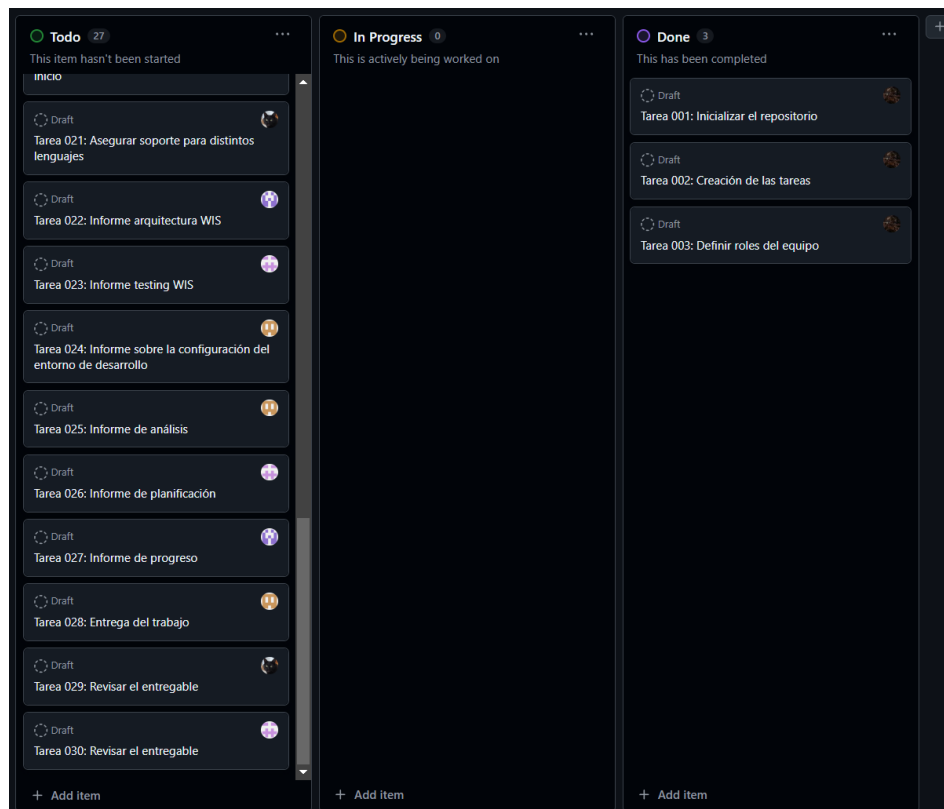 Todo 27
This item hasn't been started
Inicio
Draft
Tarea 021: Asegurar soporte para distintos
lenguajes
Draft
Tarea 022: Informe arquitectura WIS
Draft
Tarea 023: Informe testing WIS
Draft
Tarea 024: Informe sobre la configuración del
entorno de desarrollo
Draft
Tarea 025: Informe de análisis
Draft
Tarea 026: Informe de planificación
Draft
Tarea 027: Informe de progreso
Draft
Tarea 028: Entrega del trabajo
Draft
Tarea 029: Revisar el entregable
Draft
Tarea 030: Revisar el entregable
+ Add item
In Progress 0
This is actively being worked on
+ Add item
Done 3
This has been completed
Draft
Tarea 001: Inicializar el repositorio
Draft
Tarea 002: Creación de las tareas
Draft
Tarea 003: Definir roles del equipo
+ Add item